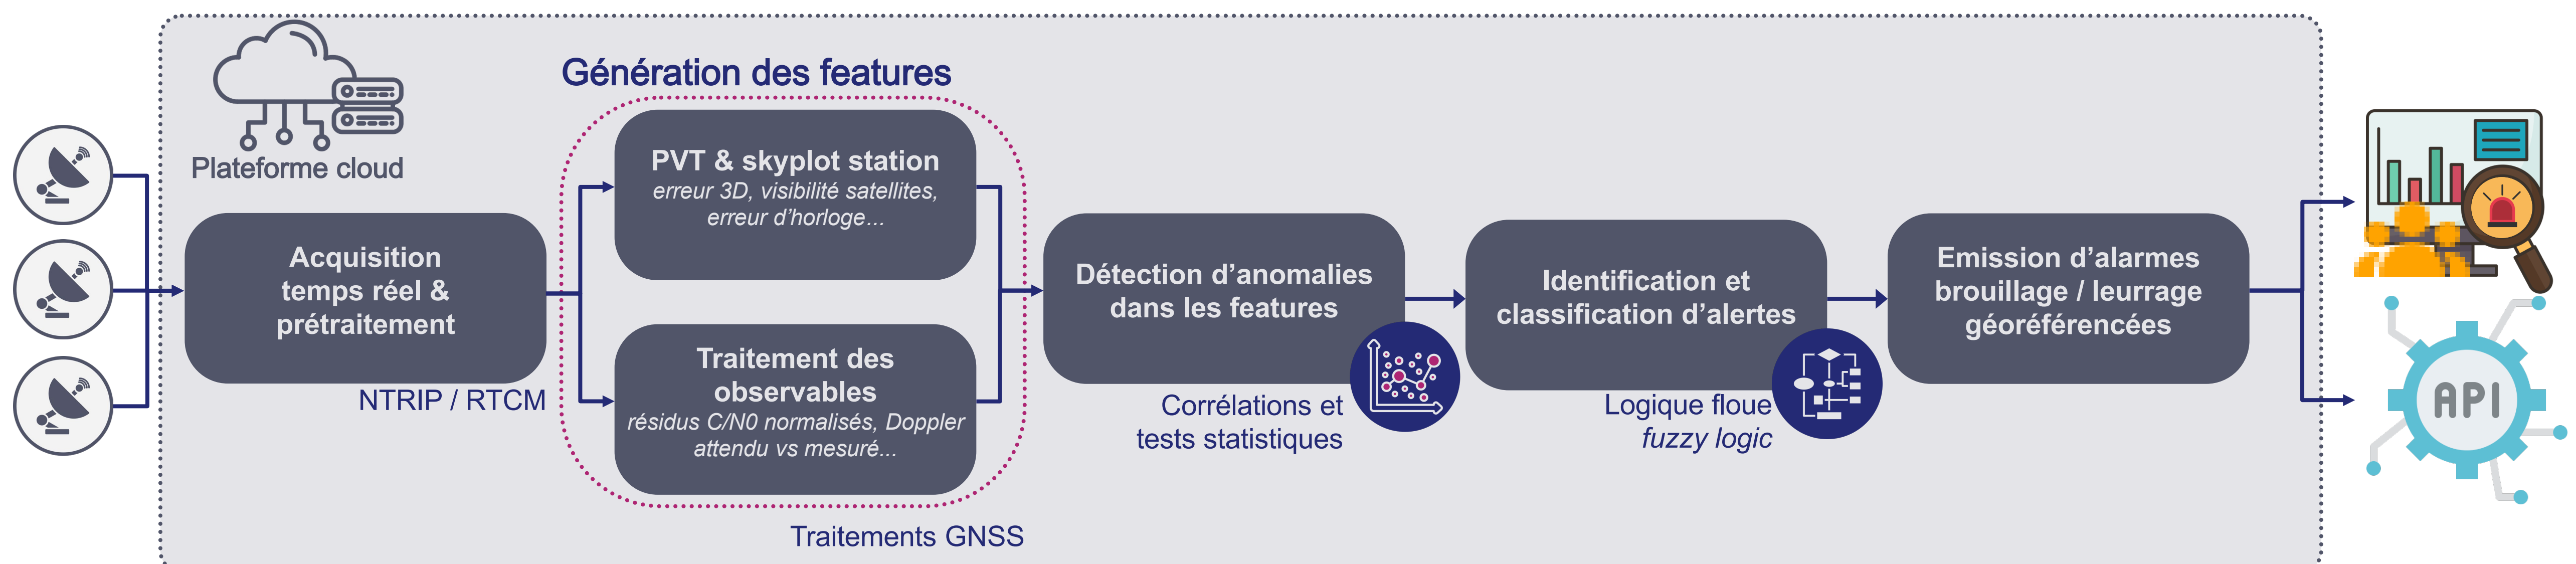 Plateforme cloud
Acquisition
temps réel &
prétraitement
NTRIP / RTCM
Génération des features
PVT & skyplot station
erreur 3D, visibilité satellites,
erreur d’horloge...
Traitement des
observables
résidus C/N0 normalisés, Doppler
attendu vs mesuré...
Traitements GNSS
Détection d’anomalies
dans les features
Corrélations et
tests statistiques
Identification et
classification d’alertes
Logique floue
fuzzy logic
Emission d’alarmes
brouillage / leurrage
géoréférencées
API